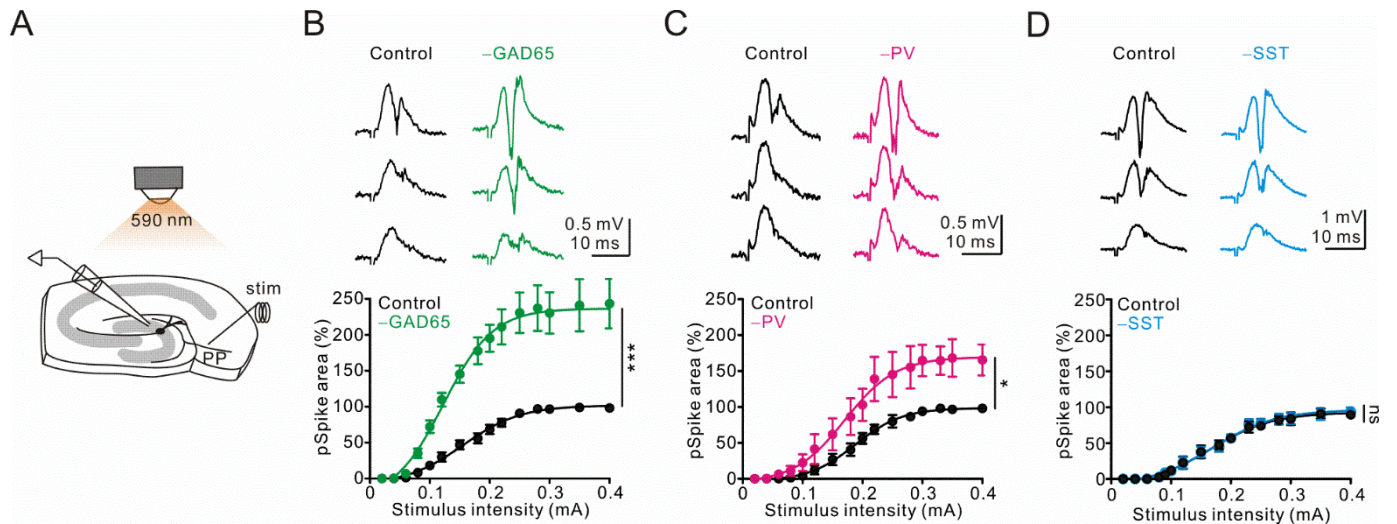 A
590 nm
stim
PP
B
Control –GAD65
0.5 mV
10 ms
Control
–GAD65
pSpike area (%)
250
200
150
100
50
0
0 0.1 0.2 0.3 0.4
Stimulus intensity (mA)
***
C
Control –PV
0.5 mV
10 ms
Control
–PV
pSpike area (%)
250
200
150
100
50
0
0 0.1 0.2 0.3 0.4
Stimulus intensity (mA)
*
D
Control –SST
1 mV
10 ms
Control
–SST
pSpike area (%)
250
200
150
100
50
0
0 0.1 0.2 0.3 0.4
Stimulus intensity (mA)
ns